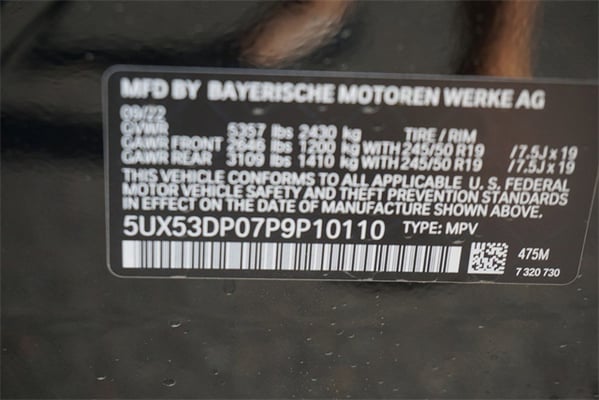 MFD BY BAYERISCHE MOTOREN WERKE AG
09/22
GVWR 5357 lbs 2430 kg TIRE / RIM
GAWR FRONT 2646 lbs 1200 kg WITH 245/50 R19 /7.5J x 19
GAWR REAR 3109 lbs 1410 kg WITH 245/50 R19 /7.5J x 19
THIS VEHICLE CONFORMS TO ALL APPLICABLE U. S. FEDERAL
MOTOR VEHICLE SAFETY AND THEFT PREVENTION STANDARDS
IN EFFECT ON THE DATE OF MANUFACTURE SHOWN ABOVE.
5UX53DP07P9P10110 TYPE: MPV
475M
7 320 730